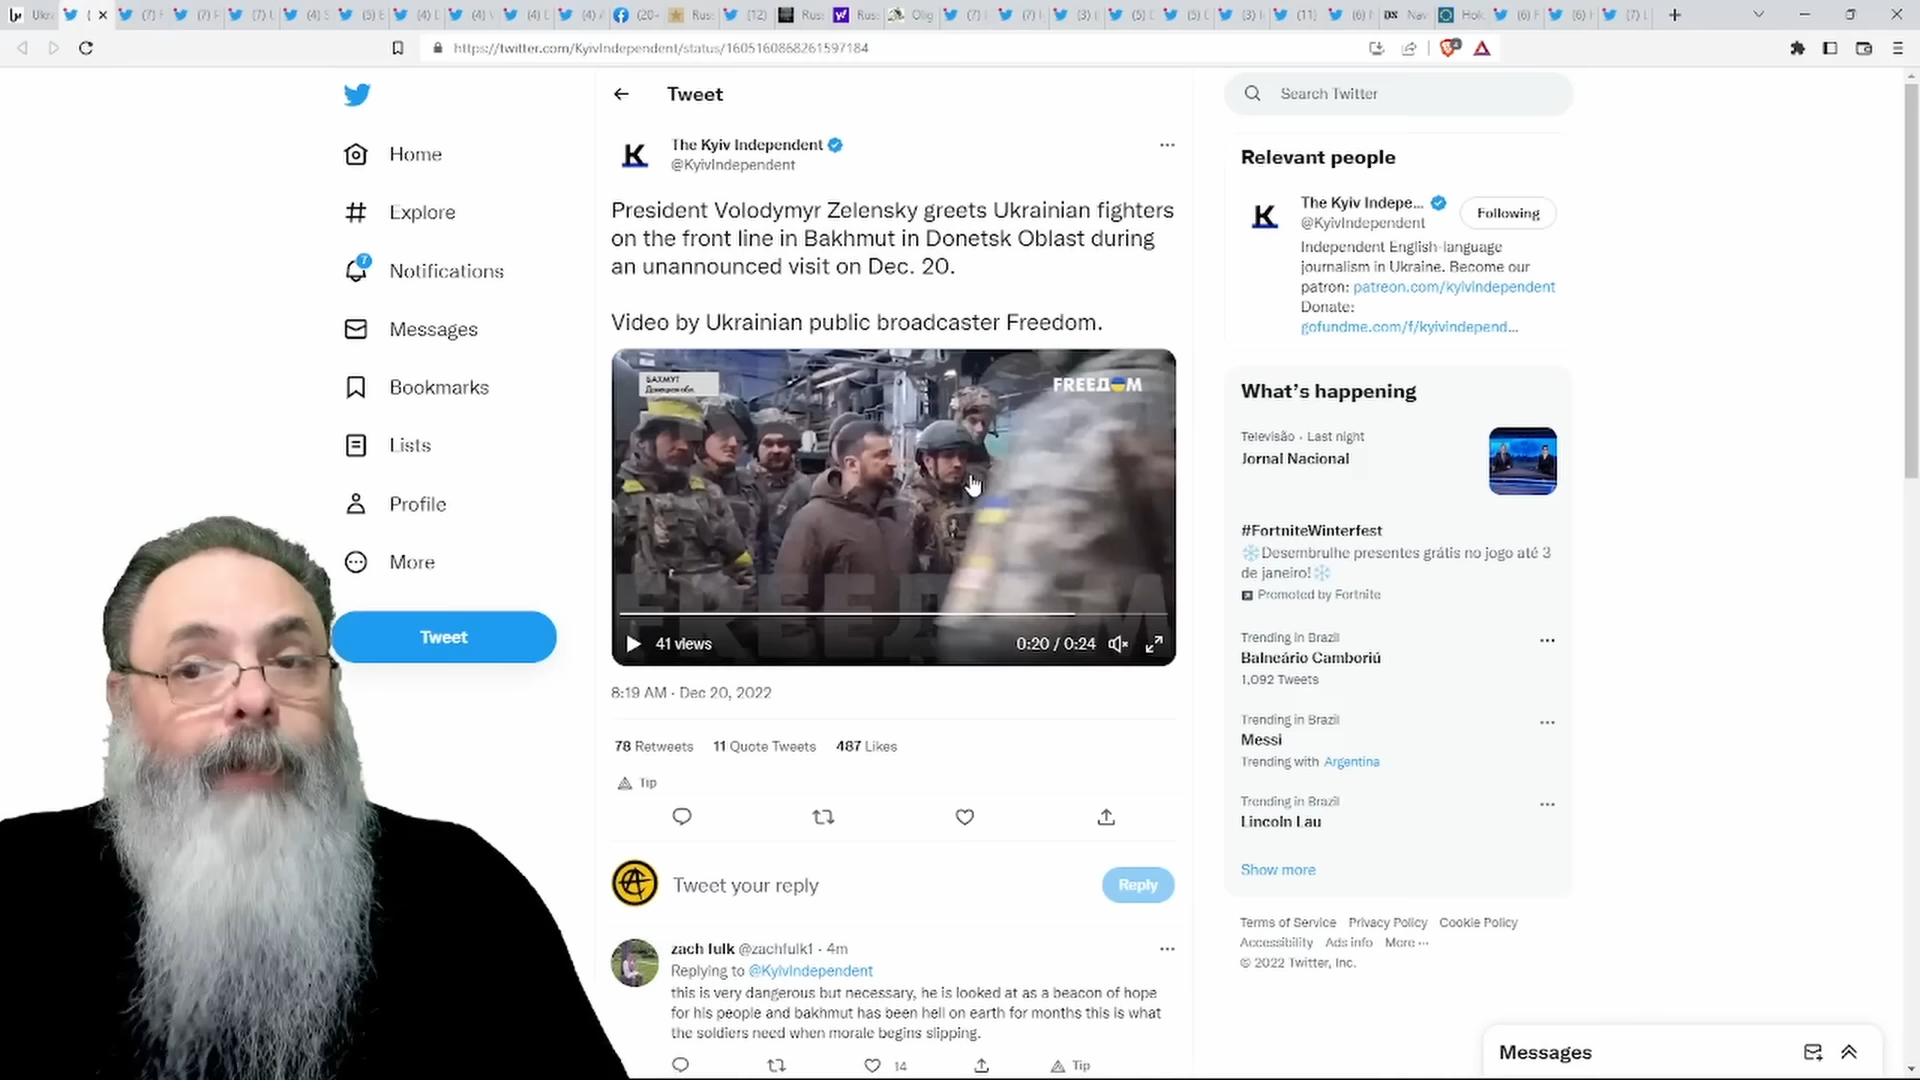 https://twitter.com/KyivIndependent/status/1605160868261597184
Home
Explore
Notifications
7
Messages
Bookmarks
Lists
Profile
More
Tweet
Tweet
The Kyiv Independent
@KyivIndependent
President Volodymyr Zelensky greets Ukrainian fighters
on the front line in Bakhmut in Donetsk Oblast during
an unannounced visit on Dec. 20.
Video by Ukrainian public broadcaster Freedom.
БАХМУТ
Донецкая обл.
FREEДОM
FREEDOM
41 views
0:20 / 0:24
8:19 AM · Dec 20, 2022
78 Retweets 11 Quote Tweets 487 Likes
Tip
Tweet your reply
Reply
zach fulk @zachfulk1 · 4m
Replying to @KyivIndependent
this is very dangerous but necessary, he is looked at as a beacon of hope
for his people and bakhmut has been hell on earth for months this is what
the soldiers need when morale begins slipping.
14
Tip
Search Twitter
Relevant people
The Kyiv Indepe...
@KyivIndependent
Following
Independent English-language
journalism in Ukraine. Become our
patron: patreon.com/kyivindependent
Donate:
gofundme.com/f/kyivindepend...
What's happening
Televisão · Last night
Jornal Nacional
#FortniteWinterfest
❄️Desembrulhe presentes grátis no jogo até 3
de janeiro!❄️
Promoted by Fortnite
Trending in Brazil
Balneário Camboriú
1,092 Tweets
Trending in Brazil
Messi
Trending with Argentina
Trending in Brazil
Lincoln Lau
Show more
Terms of Service Privacy Policy Cookie Policy
Accessibility Ads info More ···
© 2022 Twitter, Inc.
Messages